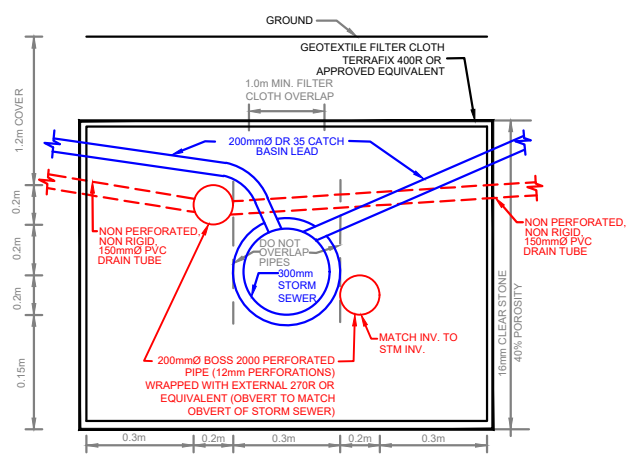 GROUND
GEOTEXTILE FILTER CLOTH
TERRAFIX 400R OR
APPROVED EQUIVALENT
1.0m MIN. FILTER
CLOTH OVERLAP
1.2m COVER
200mmØ DR 35 CATCH
BASIN LEAD
0.2m
NON PERFORATED,
NON RIGID,
150mmØ PVC
DRAIN TUBE
NON PERFORATED,
NON RIGID,
150mmØ PVC
DRAIN TUBE
0.2m
DO NOT
OVERLAP
PIPES
300mm
STORM
SEWER
0.2m
16mm CLEAR STONE
40% POROSITY
MATCH INV. TO
STM INV.
200mmØ BOSS 2000 PERFORATED
PIPE (12mm PERFORATIONS)
WRAPPED WITH EXTERNAL 270R OR
EQUIVALENT (OBVERT TO MATCH
OBVERT OF STORM SEWER)
0.15m
0.3m
0.2m
0.3m
0.2m
0.3m